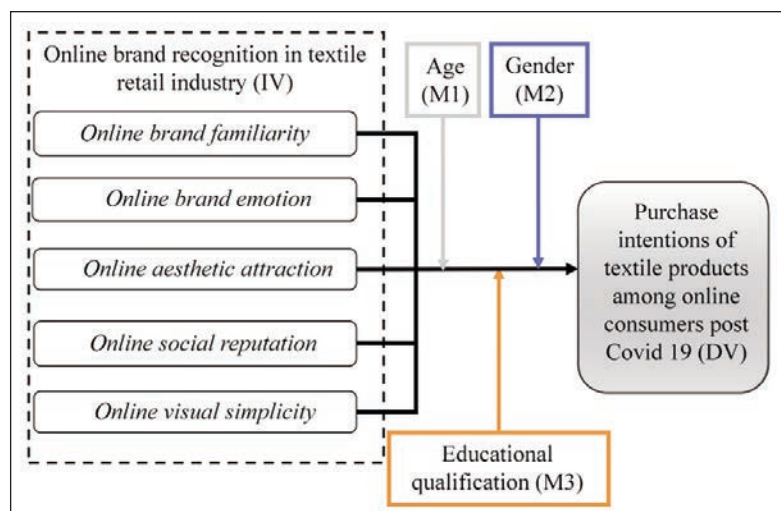 Online brand recognition in textile
retail industry (IV)
Online brand familiarity
Online brand emotion
Online aesthetic attraction
Online social reputation
Online visual simplicity
Age
(M1)
Gender
(M2)
Educational
qualification (M3)
Purchase
intentions of
textile products
among online
consumers post
Covid 19 (DV)